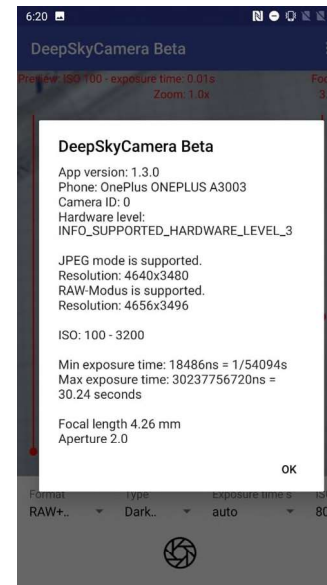 6:20
DeepSkyCamera Beta
Preview: ISO 100 - exposure time: 0.01s
Zoom: 1.0x
DeepSkyCamera Beta
App version: 1.3.0
Phone: OnePlus ONEPLUS A3003
Camera ID: 0
Hardware level:
INFO_SUPPORTED_HARDWARE_LEVEL_3
JPEG mode is supported.
Resolution: 4640x3480
RAW-Modus is supported.
Resolution: 4656x3496
ISO: 100 - 3200
Min exposure time: 18486ns = 1/54094s
Max exposure time: 30237756720ns =
30.24 seconds
Focal length 4.26 mm
Aperture 2.0
OK
Format Type Exposure time s
RAW+.. Dark.. auto 80